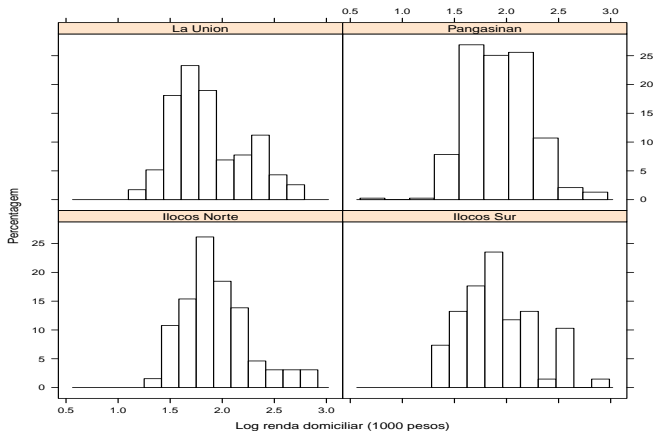 0.5 1.0 1.5 2.0 2.5 3.0
La Union Pangasinan
25
20
15
10
5
0
Percentagem
Ilocos Norte Ilocos Sur
25
20
15
10
5
0
0.5 1.0 1.5 2.0 2.5 3.0
Log renda domiciliar (1000 pesos)